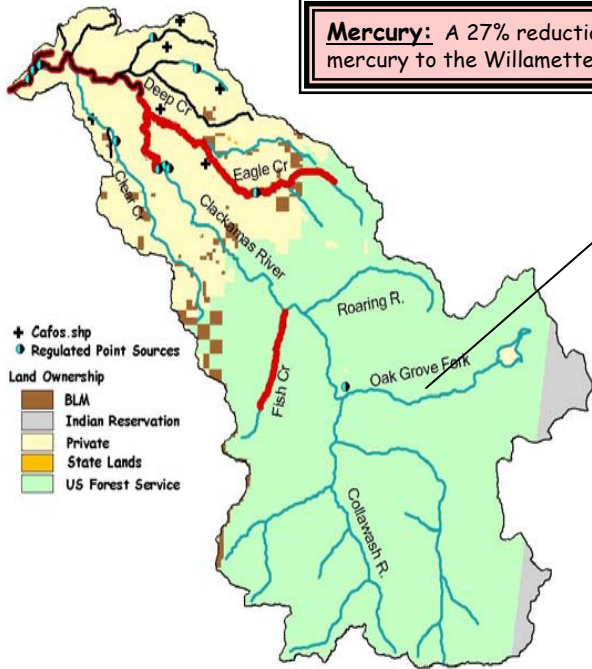 Mercury: A 27% reductio
mercury to the Willamette
Deep Cr
Eagle Cr
Clear Cr
Clackamas River
Roaring R.
Oak Grove Fork
Fish Cr
Collawash R.
Cafos.shp
Regulated Point Sources
Land Ownership
BLM
Indian Reservation
Private
State Lands
US Forest Service